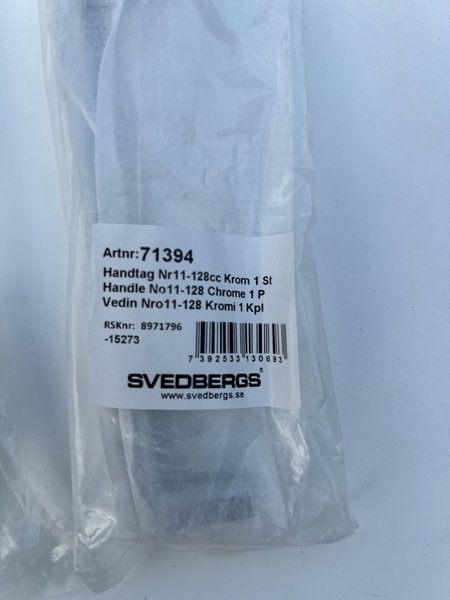 Artnr:71394
Handtag Nr11-128cc Krom 1 St
Handle No11-128 Chrome 1 P
Vedin Nro11-128 Kromi 1 Kpl
RSKnr: 8971796
-15273
7 392533 130693
SVEDBERGS®
www.svedbergs.se